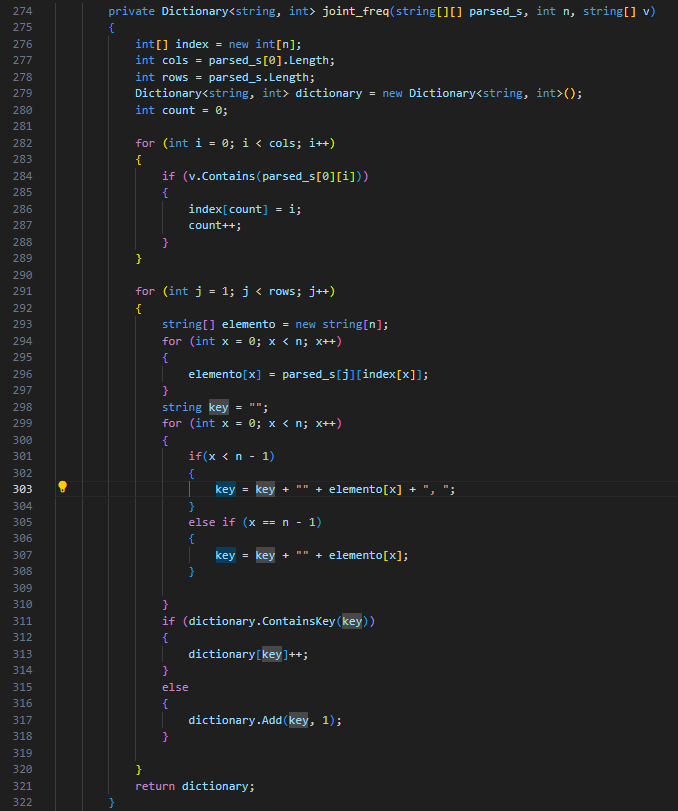 274 private Dictionary<string, int> joint_freq(string[][] parsed_s, int n, string[] v)
275 {
276 int[] index = new int[n];
277 int cols = parsed_s[0].Length;
278 int rows = parsed_s.Length;
279 Dictionary<string, int> dictionary = new Dictionary<string, int>();
280 int count = 0;
281
282 for (int i = 0; i < cols; i++)
283 {
284 if (v.Contains(parsed_s[0][i]))
285 {
286 index[count] = i;
287 count++;
288 }
289 }
290
291 for (int j = 1; j < rows; j++)
292 {
293 string[] elemento = new string[n];
294 for (int x = 0; x < n; x++)
295 {
296 elemento[x] = parsed_s[j][index[x]];
297 }
298 string key = "";
299 for (int x = 0; x < n; x++)
300 {
301 if(x < n - 1)
302 {
303 key = key + "" + elemento[x] + ", ";
304 }
305 else if (x == n - 1)
306 {
307 key = key + "" + elemento[x];
308 }
309
310 }
311 if (dictionary.ContainsKey(key))
312 {
313 dictionary[key]++;
314 }
315 else
316 {
317 dictionary.Add(key, 1);
318 }
319
320 }
321 return dictionary;
322 }